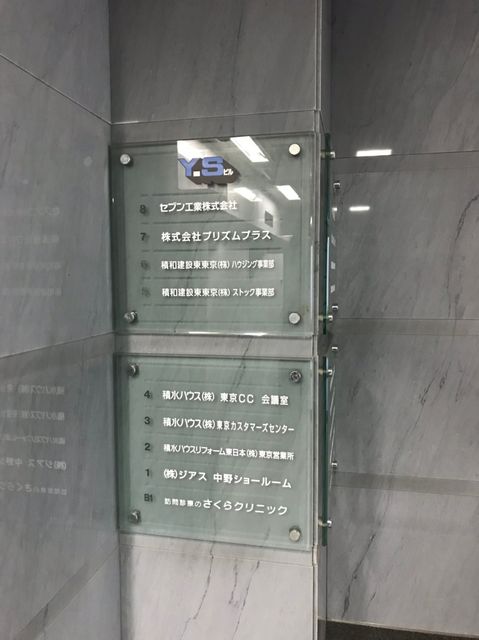 Y.Sビル
8 セブン工業株式会社
7 株式会社プリズムプラス
6 積和建設東東京(株) ハウジング事業部
5 積和建設東東京(株) ストック事業部
4 積水ハウス(株) 東京CC 会議室
3 積水ハウス(株)東京カスタマーズセンター
2 積水ハウスリフォーム東日本(株)東京営業所
1 (株)ジアス 中野ショールーム
B1 訪問診療のさくらクリニック